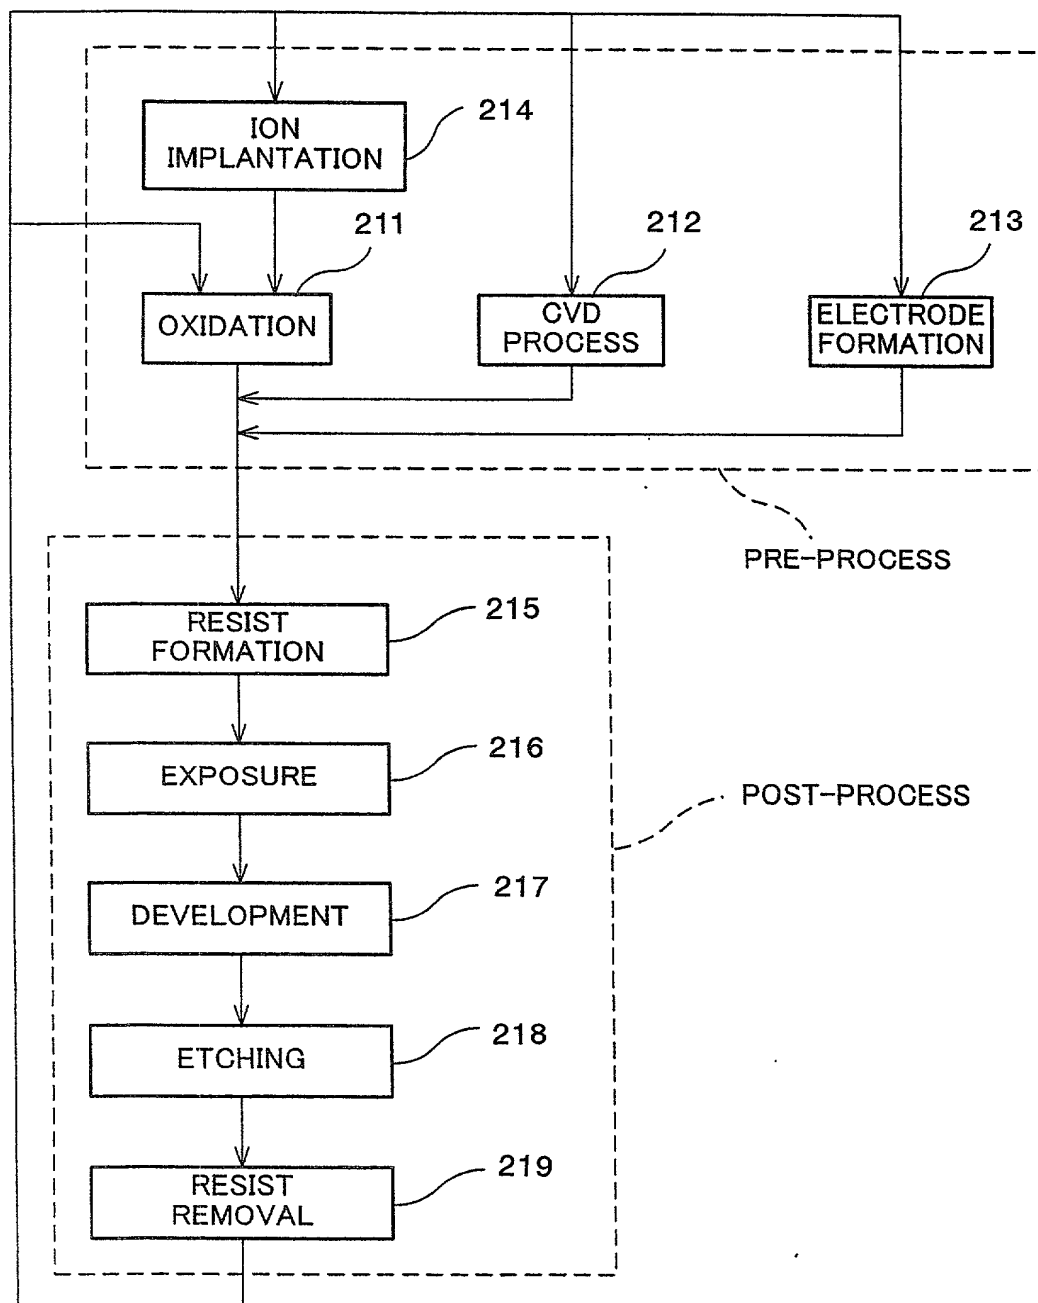 214
ION
IMPLANTATION
211
212
213
OXIDATION
CVD
PROCESS
ELECTRODE
FORMATION
PRE-PROCESS
215
RESIST
FORMATION
216
EXPOSURE
POST-PROCESS
217
DEVELOPMENT
218
ETCHING
219
RESIST
REMOVAL